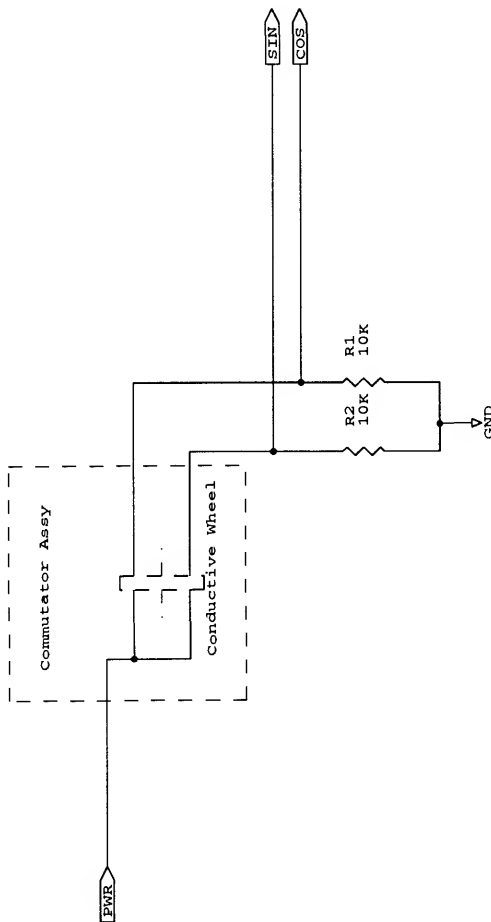 SIN
COS
R1
10K
R2
10K
GND
Commutator Assy
Conductive Wheel
PWR